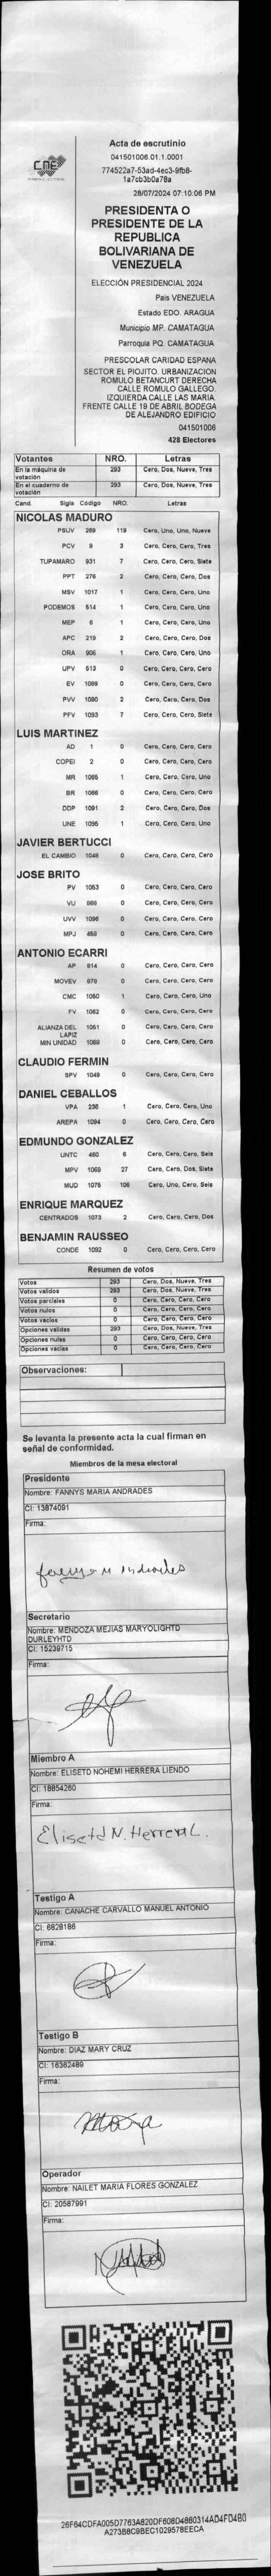 CNE
Acta de escrutinio
041501006.01.1.0001
774522a7-53ad-4ec3-9fb8-
1a7cb3b0a78a
28/07/2024 07:10:06 PM
PRESIDENTA O
PRESIDENTE DE LA
REPUBLICA
BOLIVARIANA DE
VENEZUELA
ELECCIÓN PRESIDENCIAL 2024
Pais VENEZUELA
Estado EDO. ARAGUA
Municipio MP. CAMATAGUA
Parroquia PQ. CAMATAGUA
PRESCOLAR CARIDAD ESPANA
SECTOR EL PIOJITO. URBANIZACION
ROMULO BETANCURT DERECHA
CALLE ROMULO GALLEGO.
IZQUIERDA CALLE LAS MARIA.
FRENTE CALLE 19 DE ABRIL BODEGA
DE ALEJANDRO EDIFICIO
041501006
428 Electores
Votantes NRO. Letras
En la máquina de votación 293 Cero, Dos, Nueve, Tres
En el cuaderno de votación 293 Cero, Dos, Nueve, Tres
Cand. Sigla Código NRO. Letras
NICOLAS MADURO
PSUV 269 119 Cero, Uno, Uno, Nueve
PCV 9 3 Cero, Cero, Cero, Tres
TUPAMARO 931 7 Cero, Cero, Cero, Siete
PPT 276 2 Cero, Cero, Cero, Dos
MSV 1017 1 Cero, Cero, Cero, Uno
PODEMOS 514 1 Cero, Cero, Cero, Uno
MEP 6 1 Cero, Cero, Cero, Uno
APC 219 2 Cero, Cero, Cero, Dos
ORA 906 1 Cero, Cero, Cero, Uno
UPV 513 0 Cero, Cero, Cero, Cero
EV 1099 0 Cero, Cero, Cero, Cero
PVV 1090 2 Cero, Cero, Cero, Dos
PFV 1093 7 Cero, Cero, Cero, Siete
LUIS MARTINEZ
AD 1 0 Cero, Cero, Cero, Cero
COPEI 2 0 Cero, Cero, Cero, Cero
MR 1065 1 Cero, Cero, Cero, Uno
BR 1066 0 Cero, Cero, Cero, Cero
DDP 1091 2 Cero, Cero, Cero, Dos
UNE 1095 1 Cero, Cero, Cero, Uno
JAVIER BERTUCCI
EL CAMBIO 1048 0 Cero, Cero, Cero, Cero
JOSE BRITO
PV 1053 0 Cero, Cero, Cero, Cero
VU 868 0 Cero, Cero, Cero, Cero
UVV 1096 0 Cero, Cero, Cero, Cero
MPJ 458 0 Cero, Cero, Cero, Cero
ANTONIO ECARRI
AP 814 0 Cero, Cero, Cero, Cero
MOVEV 679 0 Cero, Cero, Cero, Cero
CMC 1050 1 Cero, Cero, Cero, Uno
FV 1062 0 Cero, Cero, Cero, Cero
ALIANZA DEL LAPIZ 1051 0 Cero, Cero, Cero, Cero
MIN UNIDAD 1068 0 Cero, Cero, Cero, Cero
CLAUDIO FERMIN
SPV 1049 0 Cero, Cero, Cero, Cero
DANIEL CEBALLOS
VPA 236 1 Cero, Cero, Cero, Uno
AREPA 1094 0 Cero, Cero, Cero, Cero
EDMUNDO GONZALEZ
UNTC 460 6 Cero, Cero, Cero, Seis
MPV 1069 27 Cero, Cero, Dos, Siete
MUD 1075 106 Cero, Uno, Cero, Seis
ENRIQUE MARQUEZ
CENTRADOS 1073 2 Cero, Cero, Cero, Dos
BENJAMIN RAUSSEO
CONDE 1092 0 Cero, Cero, Cero, Cero
Resumen de votos
Votos 293 Cero, Dos, Nueve, Tres
Votos validos 293 Cero, Dos, Nueve, Tres
Votos parciales 0 Cero, Cero, Cero, Cero
Votos nulos 0 Cero, Cero, Cero, Cero
Votos vacios 0 Cero, Cero, Cero, Cero
Opciones validas 293 Cero, Dos, Nueve, Tres
Opciones nulas 0 Cero, Cero, Cero, Cero
Opciones vacias 0 Cero, Cero, Cero, Cero
Observaciones:
Se levanta la presente acta la cual firman en
señal de conformidad.
Miembros de la mesa electoral
Presidente
Nombre: FANNYS MARIA ANDRADES
CI: 13874091
Firma:
Secretario
Nombre: MENDOZA MEJIAS MARYOLIGHTD
DURLEYHTD
CI: 15239715
Firma:
Miembro A
Nombre: ELISETD NOHEMI HERRERA LIENDO
CI: 18854260
Firma:
Elisetd N. Herrera L.
Testigo A
Nombre: CANACHE CARVALLO MANUEL ANTONIO
CI: 6828186
Firma:
Testigo B
Nombre: DIAZ MARY CRUZ
CI: 16362489
Firma:
Operador
Nombre: NAILET MARIA FLORES GONZALEZ
CI: 20587991
Firma:
26F64CDFA005D7763A820DF608D4880314AD4FD4B0
A273B8C9BEC1029578EECA